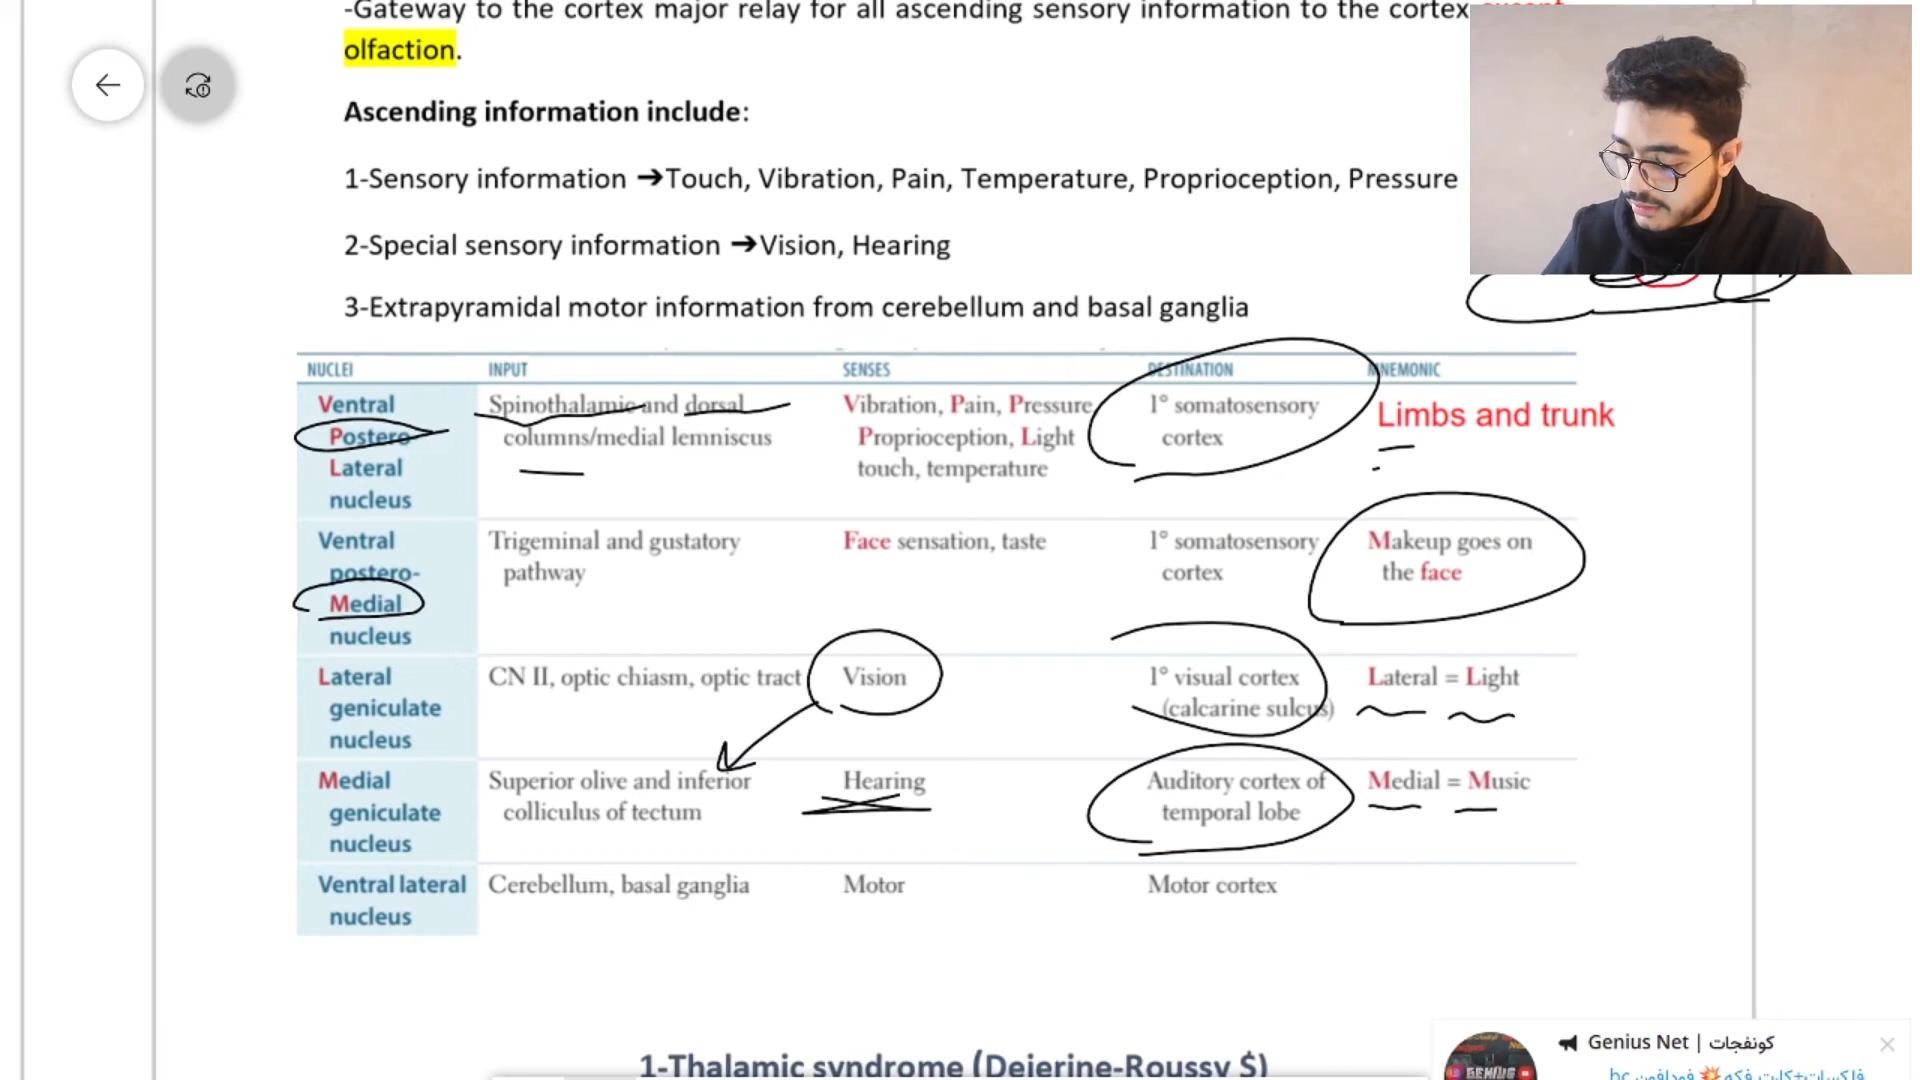 -Gateway to the cortex major relay for all ascending sensory information to the cortex except
olfaction.
Ascending information include:
1-Sensory information ➔Touch, Vibration, Pain, Temperature, Proprioception, Pressure
2-Special sensory information ➔Vision, Hearing
3-Extrapyramidal motor information from cerebellum and basal ganglia
NUCLEI INPUT SENSES DESTINATION MNEMONIC
Ventral Postero-Lateral nucleus
Spinothalamic and dorsal columns/medial lemniscus
Vibration, Pain, Pressure, Proprioception, Light touch, temperature
1° somatosensory cortex
Limbs and trunk
Ventral postero-Medial nucleus
Trigeminal and gustatory pathway
Face sensation, taste
1° somatosensory cortex
Makeup goes on the face
Lateral geniculate nucleus
CN II, optic chiasm, optic tract
Vision
1° visual cortex (calcarine sulcus)
Lateral = Light
Medial geniculate nucleus
Superior olive and inferior colliculus of tectum
Hearing
Auditory cortex of temporal lobe
Medial = Music
Ventral lateral nucleus
Cerebellum, basal ganglia
Motor
Motor cortex
1-Thalamic syndrome (Dejerine-Roussy $)
Genius Net | كونفجات
GENIUS